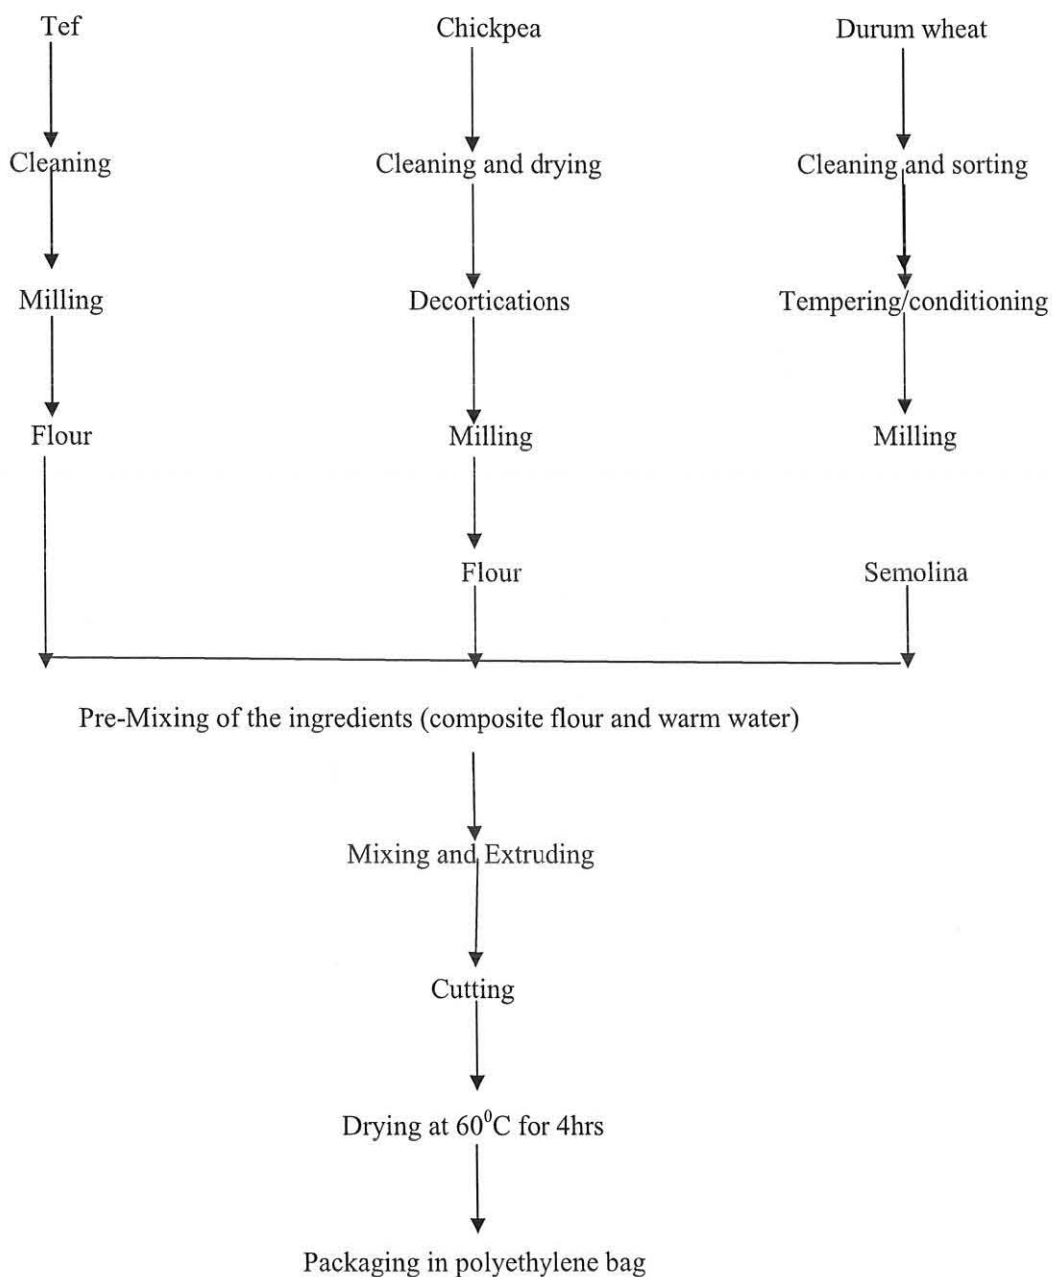 Tef Chickpea Durum wheat
Cleaning Cleaning and drying Cleaning and sorting
Milling Decortications Tempering/conditioning
Flour Milling Milling
Flour Semolina
Pre-Mixing of the ingredients (composite flour and warm water)
Mixing and Extruding
Cutting
Drying at 60⁰C for 4hrs
Packaging in polyethylene bag